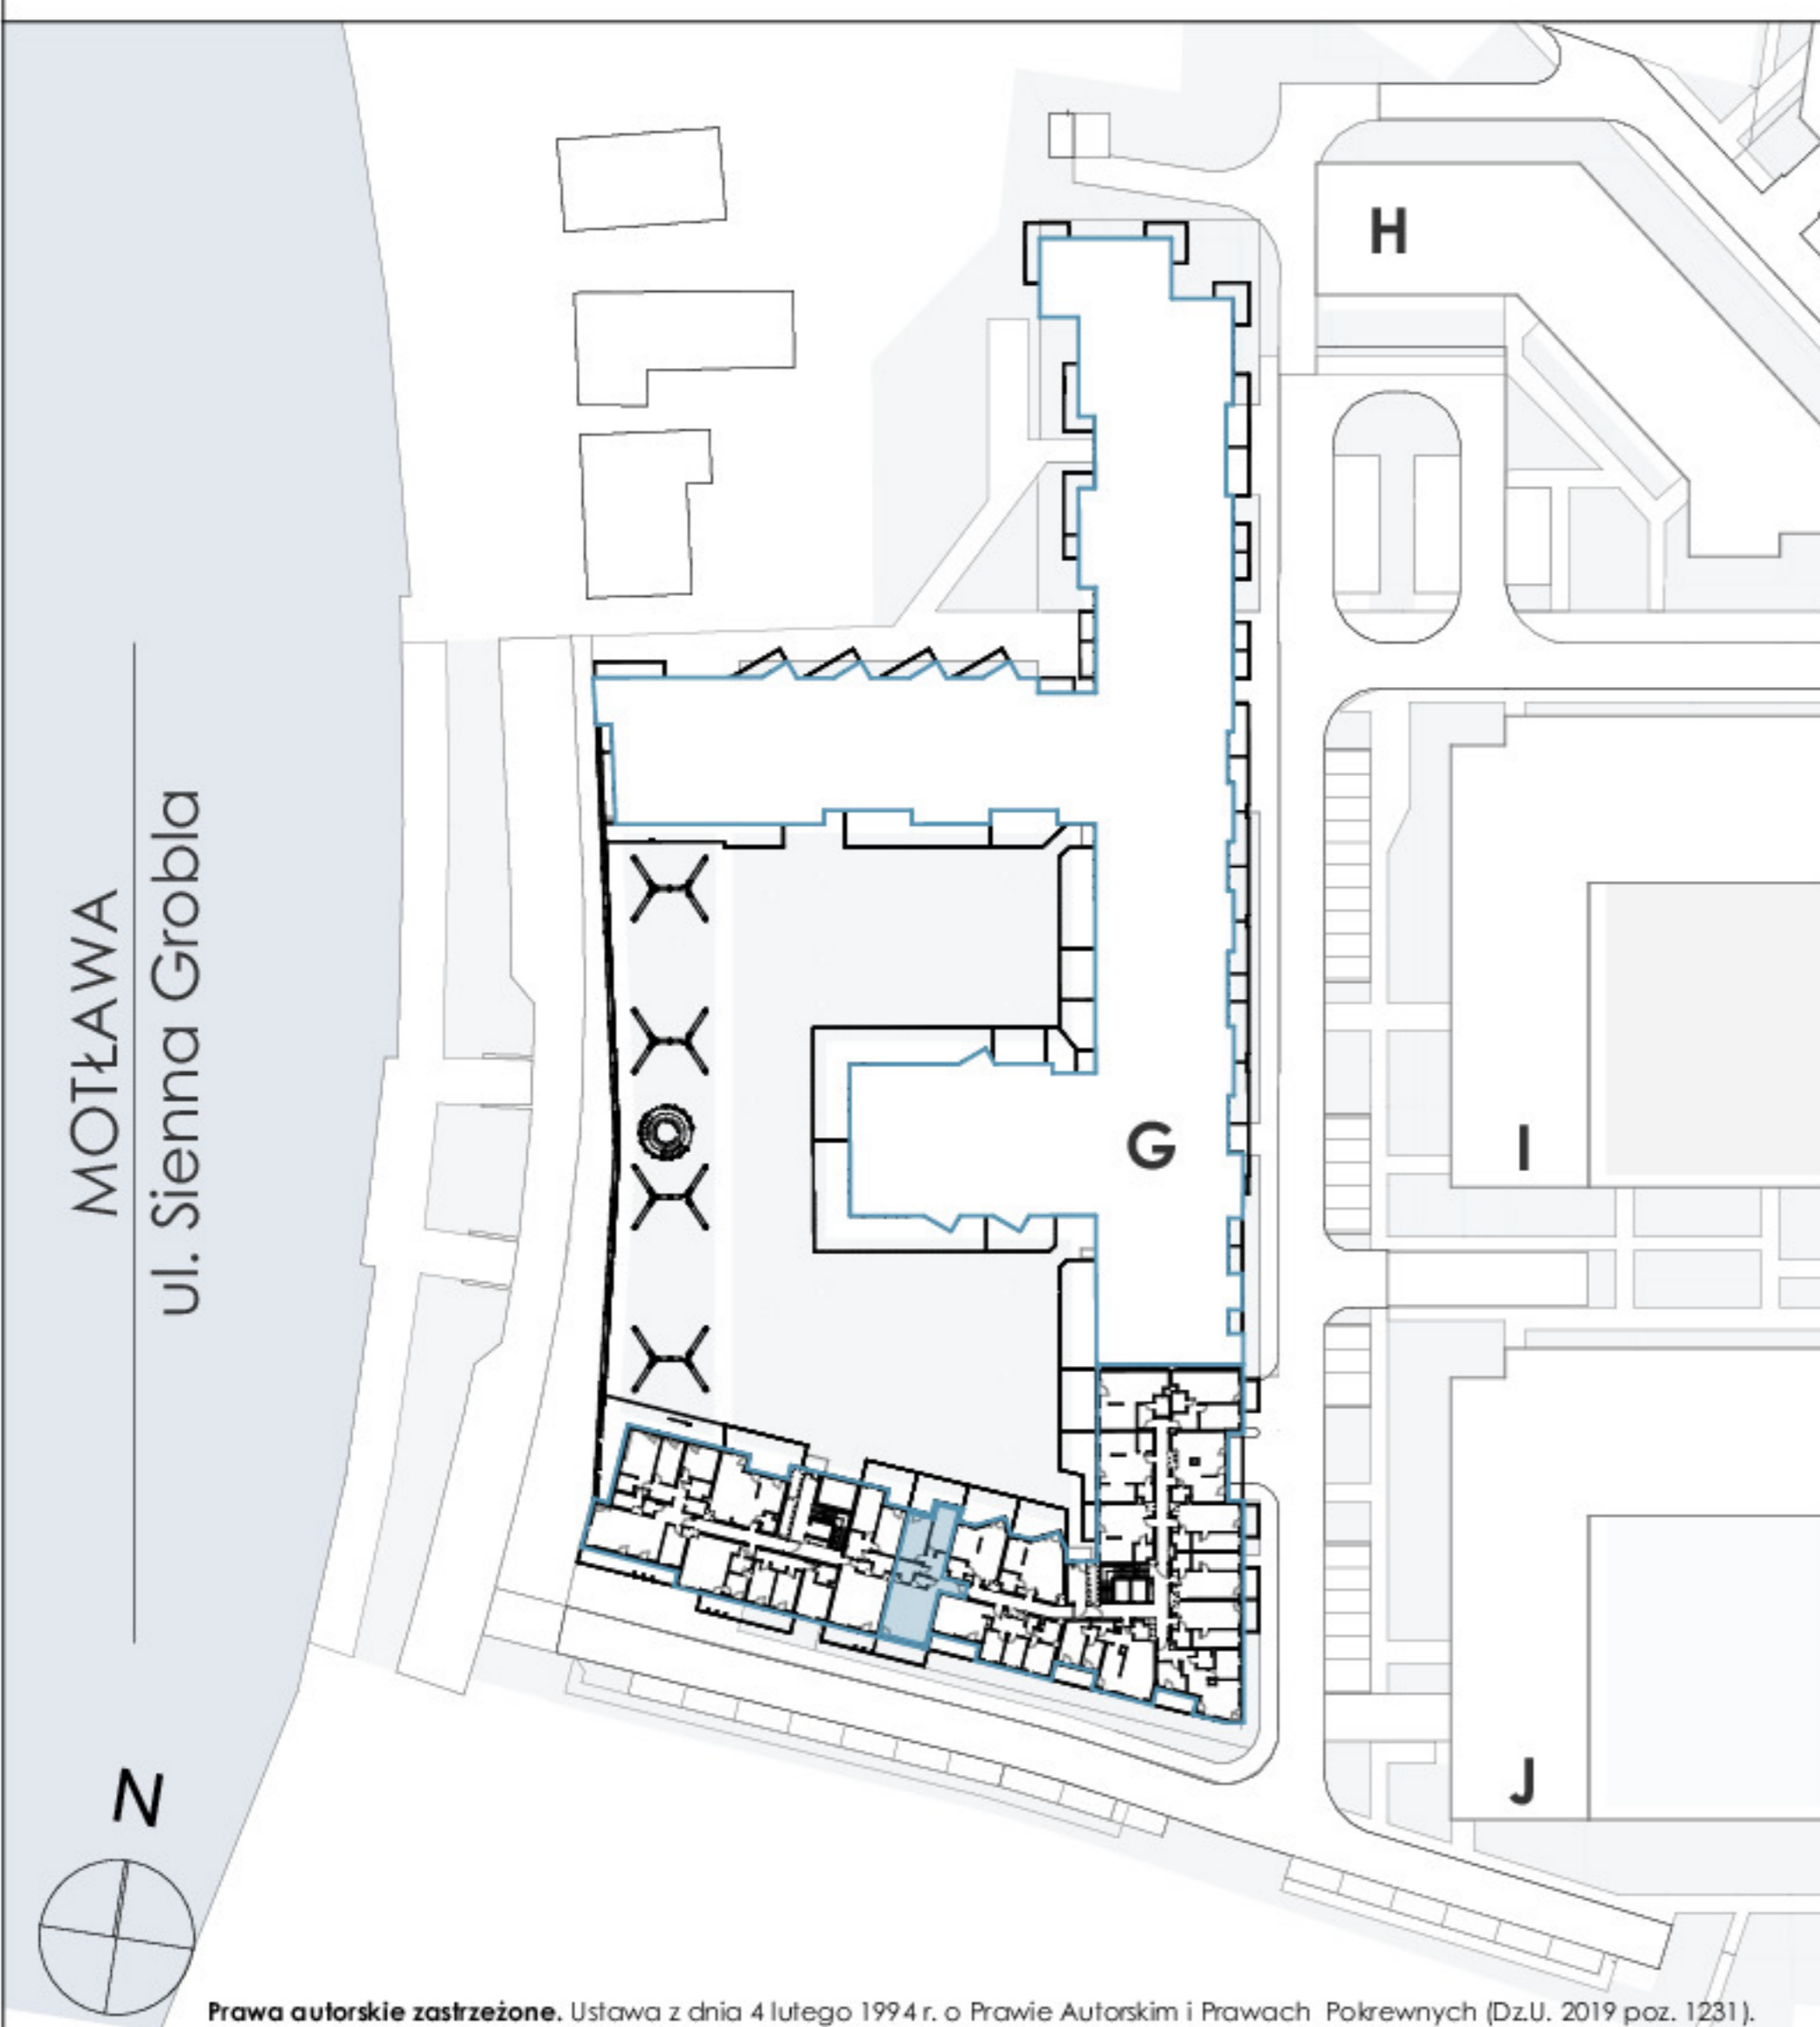 H
MOTŁAWA
ul. Sienna Grobla
G
I
J
N
Prawa autorskie zastrzeżone. Ustawa z dnia 4 lutego 1994 r. o Prawie Autorskim i Prawach Pokrewnych (Dz.U. 2019 poz. 1231).